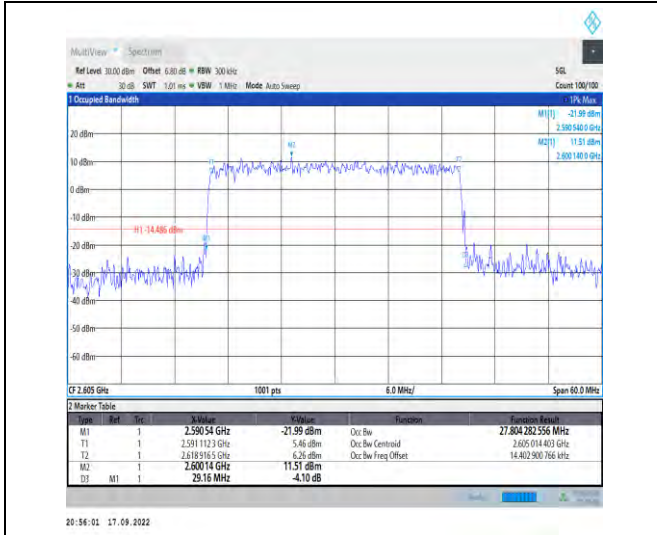 MultiView Spectrum
Ref Level 30.00 dBm Offset 6.80 dB RBW 300 kHz SGL
Att 30 dB SWT 1.01 ms VBW 1 MHz Mode Auto Sweep Count 100/100
1 Occupied Bandwidth 1Pk Max
M1[1] -21.99 dBm
2.590 540 0 GHz
20 dBm M2[1] 11.51 dBm
M2 2.600 140 0 GHz
10 dBm
0 dBm
-10 dBm
H1 -14.486 dBm
-20 dBm
-30 dBm
-40 dBm
-50 dBm
-60 dBm
CF 2.605 GHz 1001 pts 6.0 MHz/ Span 60.0 MHz
2 Marker Table
Type Ref Trc X-Value Y-Value Function Function Result
M1 1 2.590 54 GHz -21.99 dBm Occ Bw 27.804 282 556 MHz
T1 1 2.591 112 3 GHz 5.46 dBm Occ Bw Centroid 2.605 014 403 GHz
T2 1 2.618 916 5 GHz 6.26 dBm Occ Bw Freq Offset 14.402 900 766 kHz
M2 1 2.600 14 GHz 11.51 dBm
D3 M1 1 29.16 MHz -4.10 dB
20:56:01 17.09.2022